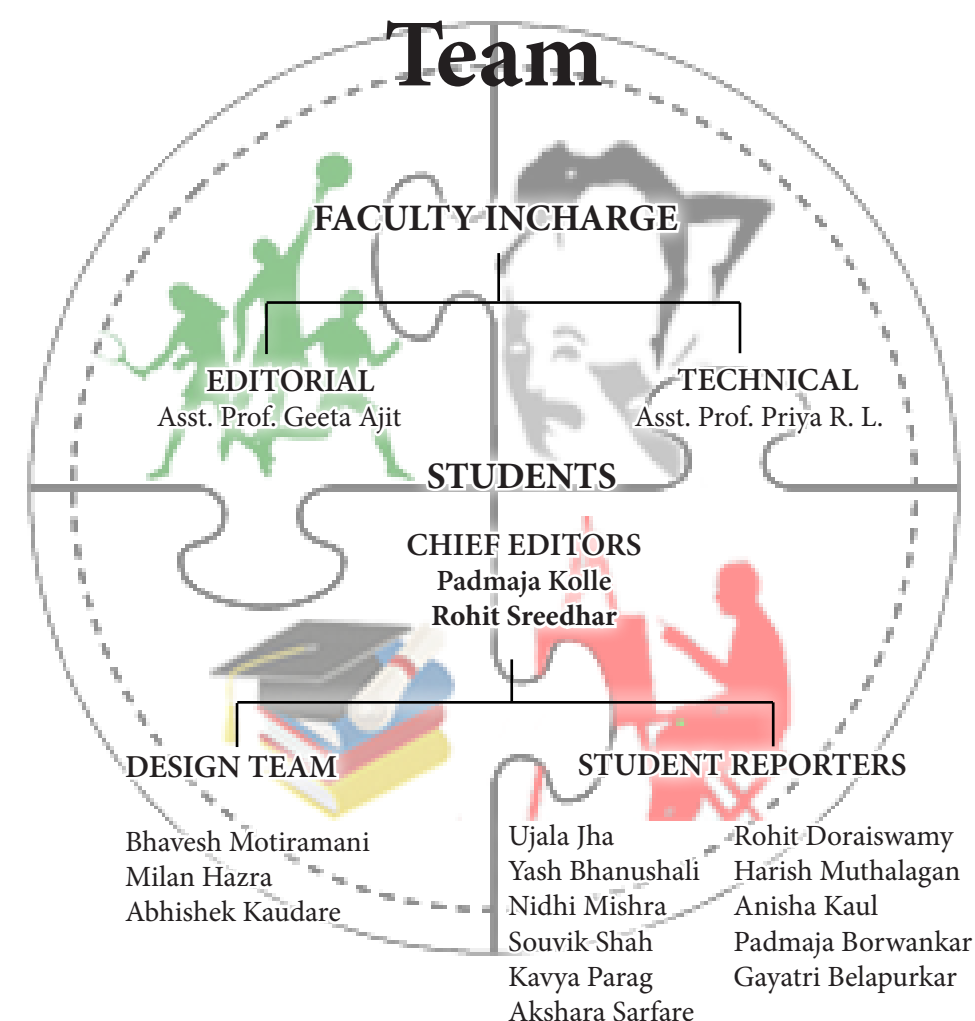 Team
FACULTY INCHARGE
EDITORIAL
Asst. Prof. Geeta Ajit
TECHNICAL
Asst. Prof. Priya R. L.
STUDENTS
CHIEF EDITORS
Padmaja Kolle
Rohit Sreedhar
DESIGN TEAM
Bhavesh Motiramani
Milan Hazra
Abhishek Kaudare
STUDENT REPORTERS
Ujala Jha
Yash Bhanushali
Nidhi Mishra
Souvik Shah
Kavya Parag
Akshara Sarfare
Rohit Doraiswamy
Harish Muthalagan
Anisha Kaul
Padmaja Borwankar
Gayatri Belapurkar